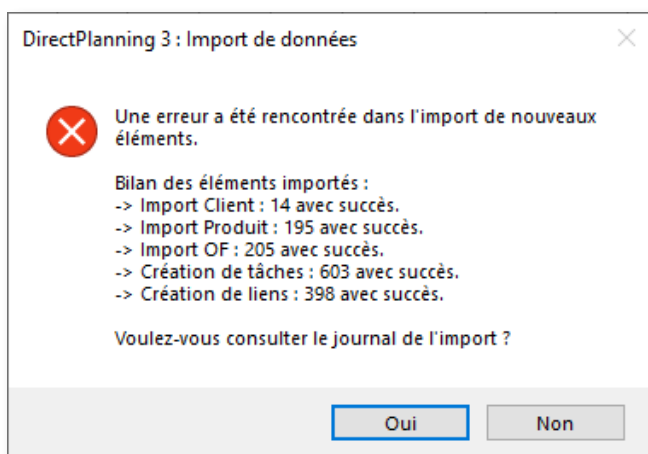 DirectPlanning 3 : Import de données
Une erreur a été rencontrée dans l'import de nouveaux
éléments.
Bilan des éléments importés :
-> Import Client : 14 avec succès.
-> Import Produit : 195 avec succès.
-> Import OF : 205 avec succès.
-> Création de tâches : 603 avec succès.
-> Création de liens : 398 avec succès.
Voulez-vous consulter le journal de l'import ?
Oui
Non